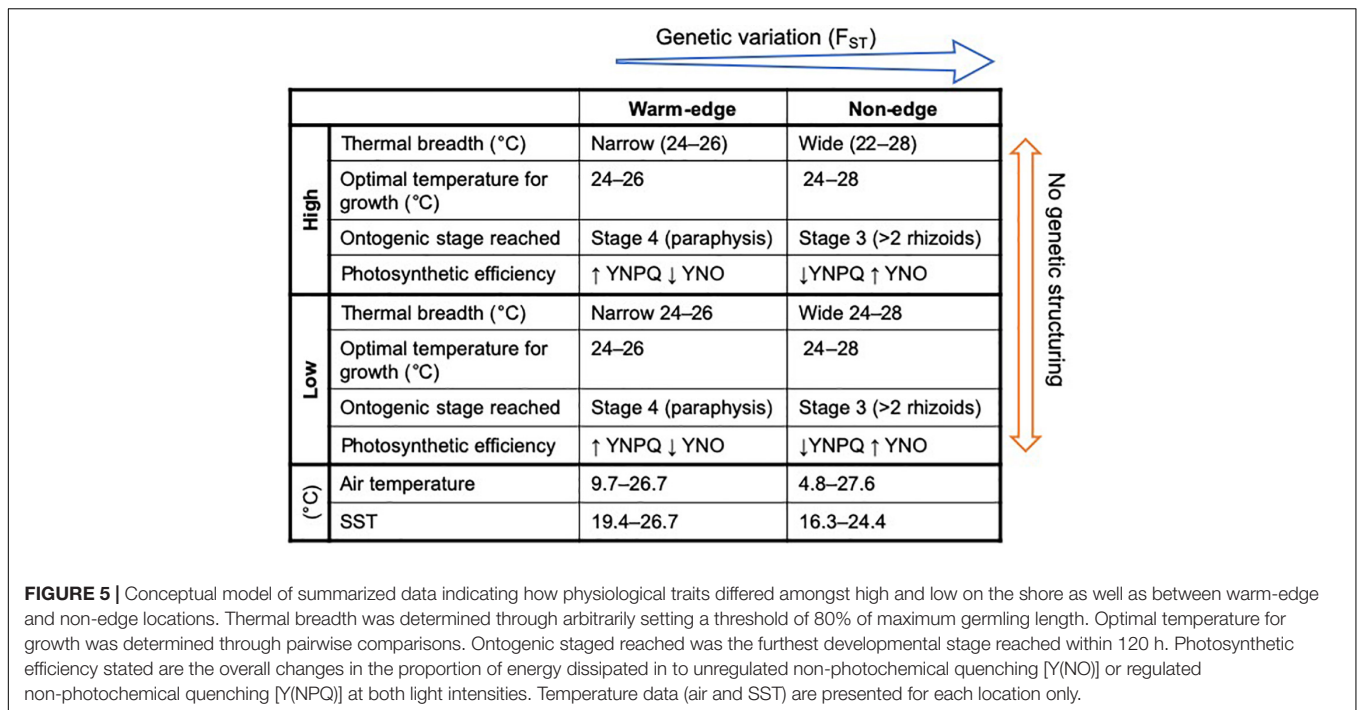 Genetic variation (FST)
Warm-edge Non-edge
High
Thermal breadth (°C) Narrow (24–26) Wide (22–28)
Optimal temperature for 24–26 24–28
growth (°C)
Ontogenic stage reached Stage 4 (paraphysis) Stage 3 (>2 rhizoids)
Photosynthetic efficiency ↑ YNPQ ↓ YNO ↓YNPQ ↑ YNO
Low
Thermal breadth (°C) Narrow 24–26 Wide 24–28
Optimal temperature for 24–26 24–28
growth (°C)
Ontogenic stage reached Stage 4 (paraphysis) Stage 3 (>2 rhizoids)
Photosynthetic efficiency ↑ YNPQ ↓ YNO ↓YNPQ ↑ YNO
(°C)
Air temperature 9.7–26.7 4.8–27.6
SST 19.4–26.7 16.3–24.4
No genetic structuring
FIGURE 5 | Conceptual model of summarized data indicating how physiological traits differed amongst high and low on the shore as well as between warm-edge
and non-edge locations. Thermal breadth was determined through arbitrarily setting a threshold of 80% of maximum germling length. Optimal temperature for
growth was determined through pairwise comparisons. Ontogenic staged reached was the furthest developmental stage reached within 120 h. Photosynthetic
efficiency stated are the overall changes in the proportion of energy dissipated in to unregulated non-photochemical quenching [Y(NO)] or regulated
non-photochemical quenching [Y(NPQ)] at both light intensities. Temperature data (air and SST) are presented for each location only.